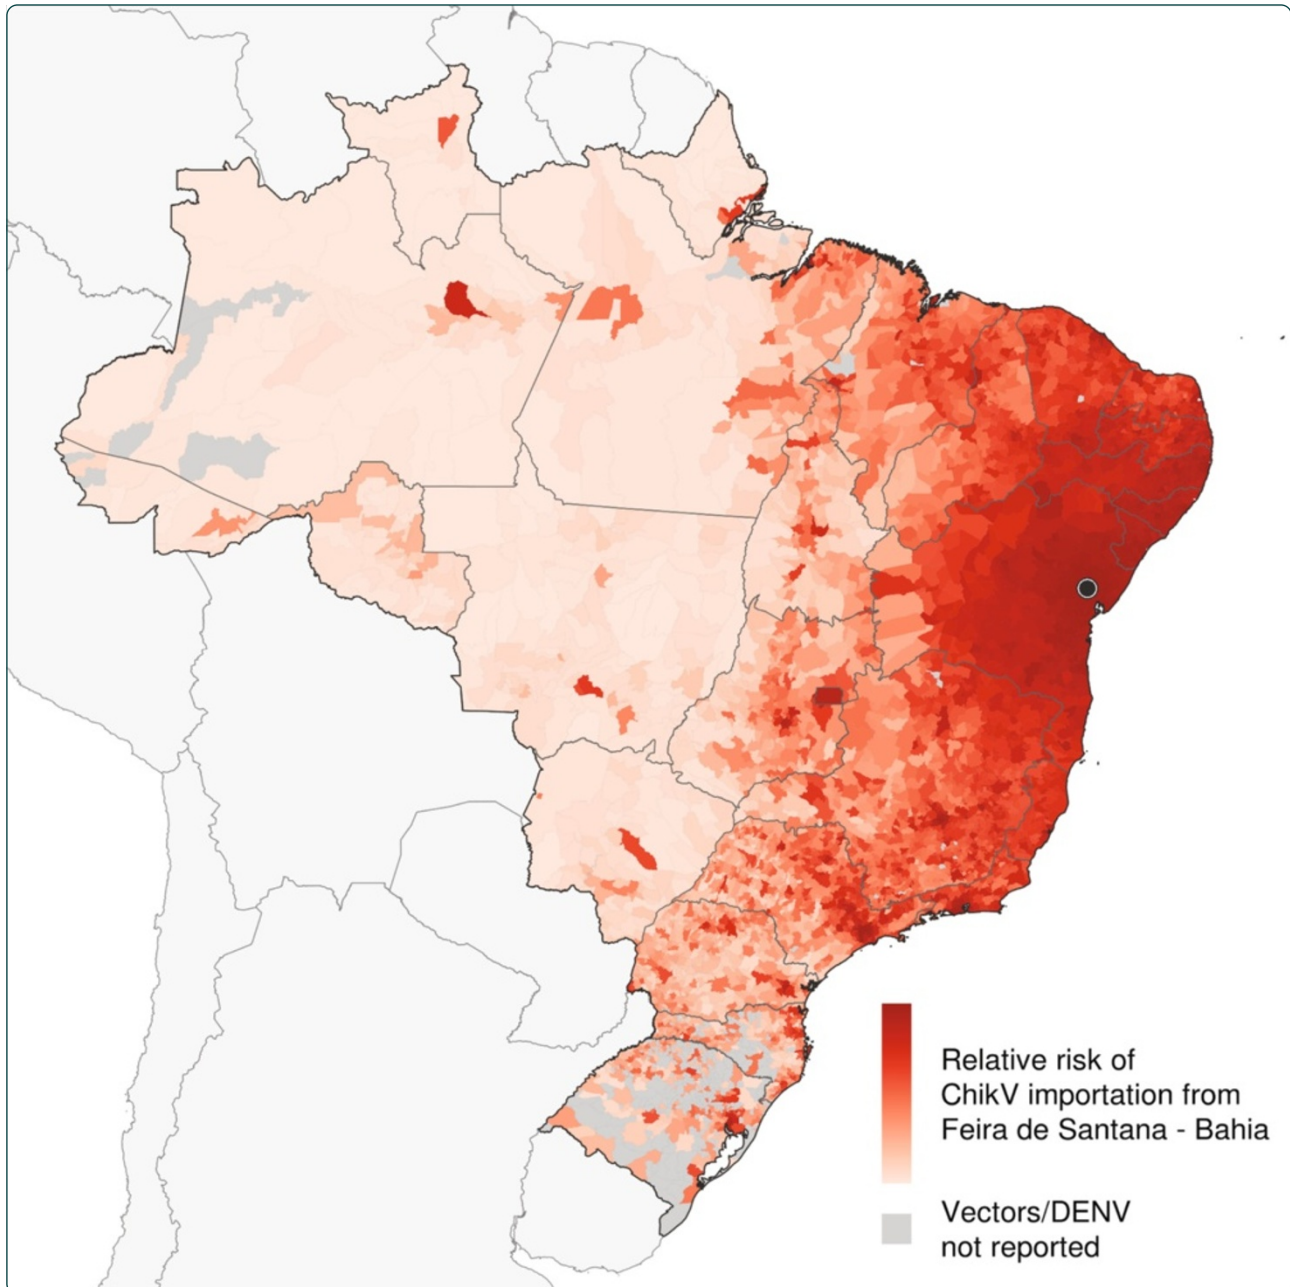 Relative risk of
ChikV importation from
Feira de Santana - Bahia
Vectors/DENV
not reported